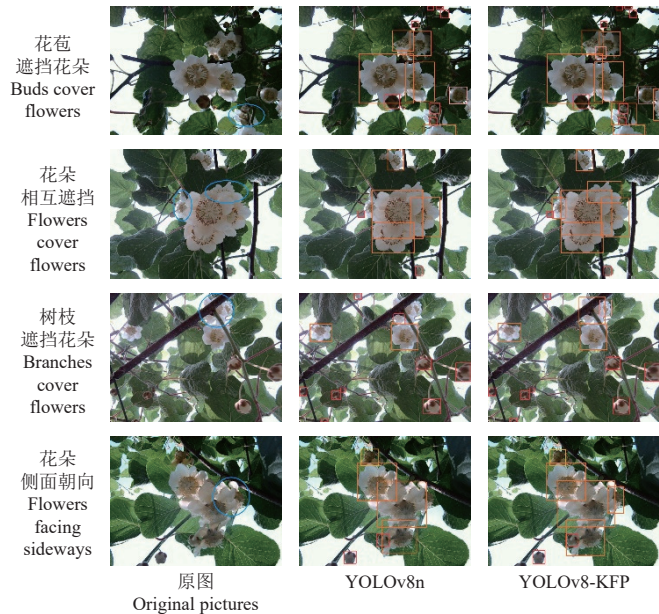 花苞
遮挡花朵
Buds cover
flowers
花朵
相互遮挡
Flowers
cover
flowers
树枝
遮挡花朵
Branches
cover
flowers
花朵
侧面朝向
Flowers
facing
sideways
原图
Original pictures
YOLOv8n
YOLOv8-KFP